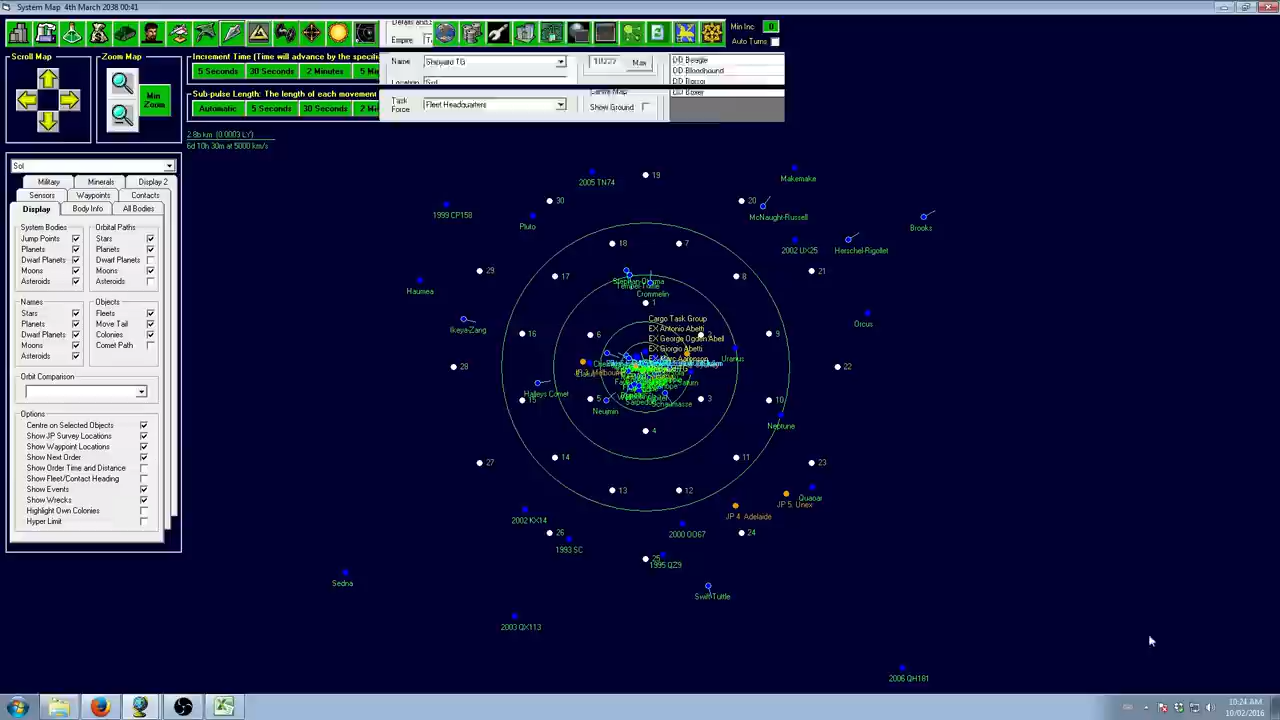 System Map  4th March 2038 00:41
Scroll Map
Zoom Map
Min Zoom
Increment Time (Time will advance by the specifi
5 Seconds
30 Seconds
2 Minutes
5 Mi
Sub-pulse Length: The length of each movement
Automatic
5 Seconds
30 Seconds
2 M
Empire
Name
Shipyard TG
Max
Task Force
Fleet Headquarters
Show Ground
DD Beagle
DD Bloodhound
DD Boxer
Min Inc
0
Auto Turns
2.8b km  (0.0003 LY)
6d 10h 30m at 5000 km/s
Sol
Military
Minerals
Display 2
Sensors
Waypoints
Contacts
Display
Body Info
All Bodies
System Bodies
Jump Points
Planets
Dwarf Planets
Moons
Asteroids
Orbital Paths
Stars
Planets
Dwarf Planets
Moons
Asteroids
Names
Stars
Planets
Dwarf Planets
Moons
Asteroids
Objects
Fleets
Move Tail
Colonies
Comet Path
Orbit Comparison
Options
Centre on Selected Objects
Show JP Survey Locations
Show Waypoint Locations
Show Next Order
Show Order Time and Distance
Show Fleet/Contact Heading
Show Events
Show Wrecks
Highlight Own Colonies
Hyper Limit
2005 TN74
19
Makemake
30
20
1999 CP158
Pluto
McNaught-Russell
Brooks
18
7
2002 UX25
Herschel-Rigollet
29
17
8
21
Haumea
Crommelin
1
Cargo Task Group
Orcus
EX Antonio Abetti
Ikeya-Zang
16
6
EX George Ogden Abell
9
EX Giorgio Abetti
Uranus
28
22
Halleys Comet
15
5
3
10
Neujmin
Neptune
4
27
14
11
23
13
12
Quaoar
JP 5: Unex
JP 4: Adelaide
2002 KX14
26
2000 OO67
24
1993 SC
25
1995 QZ9
Sedna
Swift-Tuttle
2003 QX113
2006 QH181
10:24 AM
10/02/2016